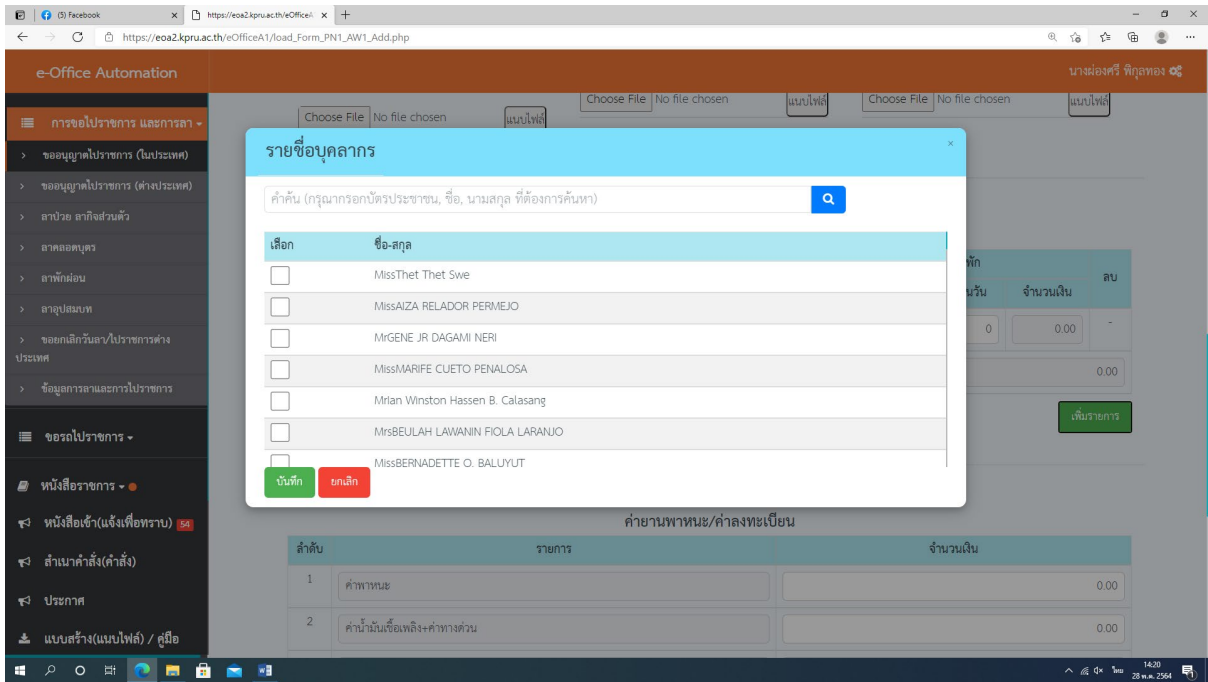 (5) Facebook
https://eoa2.kpru.ac.th/eOfficeA
https://eoa2.kpru.ac.th/eOfficeA1/load_Form_PN1_AW1_Add.php
e-Office Automation
นางผ่องศรี พิกุลทอง
การขอไปราชการ และการลา
ขออนุญาตไปราชการ (ในประเทศ)
ขออนุญาตไปราชการ (ต่างประเทศ)
ลาป่วย ลากิจส่วนตัว
ลาคลอดบุตร
ลาพักผ่อน
ลาอุปสมบท
ขอยกเลิกวันลา/ไปราชการต่าง
ประเทศ
ข้อมูลการลาและการไปราชการ
ขอรถไปราชการ
หนังสือราชการ
หนังสือเข้า(แจ้งเพื่อทราบ) 54
สำเนาคำสั่ง(คำสั่ง)
ประกาศ
แบบสร้าง(แนบไฟล์) / คู่มือ
Choose File No file chosen แนบไฟล์
Choose File No file chosen แนบไฟล์
Choose File No file chosen แนบไฟล์
รายชื่อบุคลากร ×
คำค้น (กรุณากรอกบัตรประชาชน, ชื่อ, นามสกุล ที่ต้องการค้นหา)
เลือก ชื่อ-สกุล
MissThet Thet Swe
MissAIZA RELADOR PERMEJO
MrGENE JR DAGAMI NERI
MissMARIFE CUETO PENALOSA
MrIan Winston Hassen B. Calasang
MrsBEULAH LAWANIN FIOLA LARANJO
MissBERNADETTE O. BALUYUT
บันทึก ยกเลิก
พัก
ลบ
นวัน จำนวนเงิน
0 0.00 -
0.00
เพิ่มรายการ
ค่ายานพาหนะ/ค่าลงทะเบียน
ลำดับ รายการ จำนวนเงิน
1 ค่าพาหนะ 0.00
2 ค่าน้ำมันเชื้อเพลิง+ค่าทางด่วน 0.00
ไทย
14:20
28 พ.ค. 2564